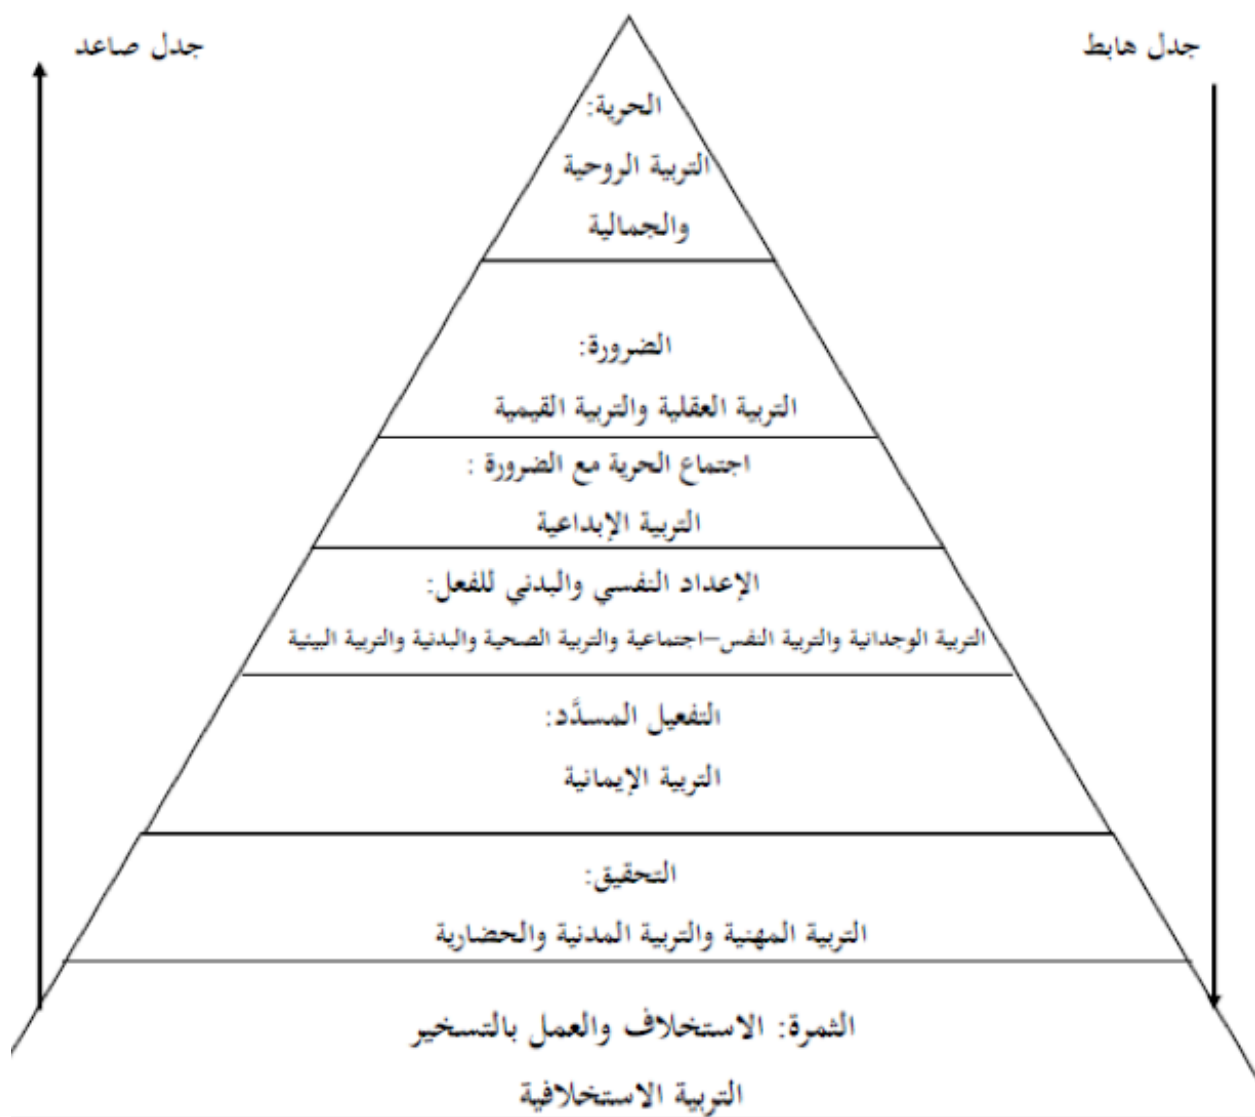 جدل هابط
جدل صاعد
الحرية:
التربية الروحية
والجمالية
الضرورة:
التربية العقلية والتربية القيمية
اجتماع الحرية مع الضرورة :
التربية الإبداعية
الإعداد النفسي والبدني للفعل:
التربية الوجدانية والتربية النفس-اجتماعية والتربية الصحية والبدنية والتربية البيئية
التفعيل المسدَّد:
التربية الإيمانية
التحقيق:
التربية المهنية والتربية المدنية والحضارية
الثمرة: الاستخلاف والعمل بالتسخير
التربية الاستخلافية